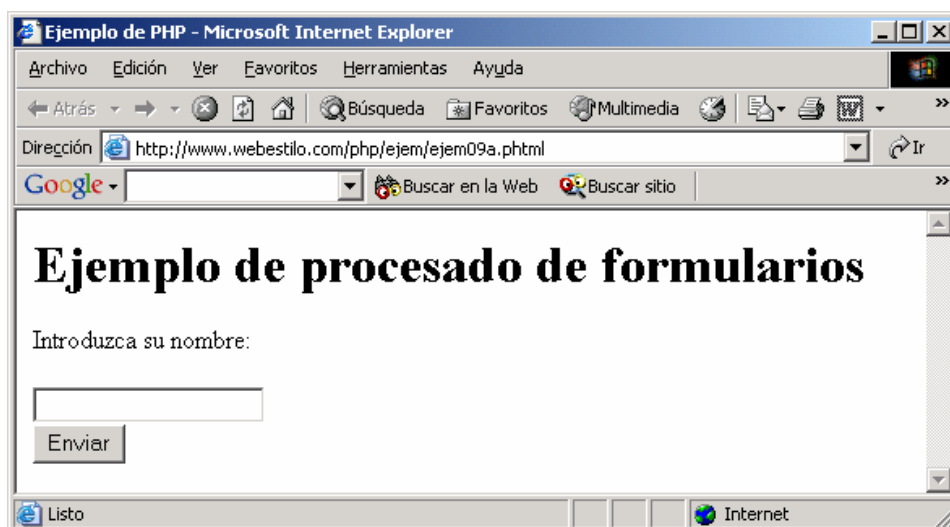 Ejemplo de PHP - Microsoft Internet Explorer
Archivo Edición Ver Favoritos Herramientas Ayuda
Atrás Búsqueda Favoritos Multimedia »
Dirección http://www.webestilo.com/php/ejem/ejem09a.phtml Ir
Google Buscar en la Web Buscar sitio »
Ejemplo de procesado de formularios
Introduzca su nombre:
Enviar
Listo Internet